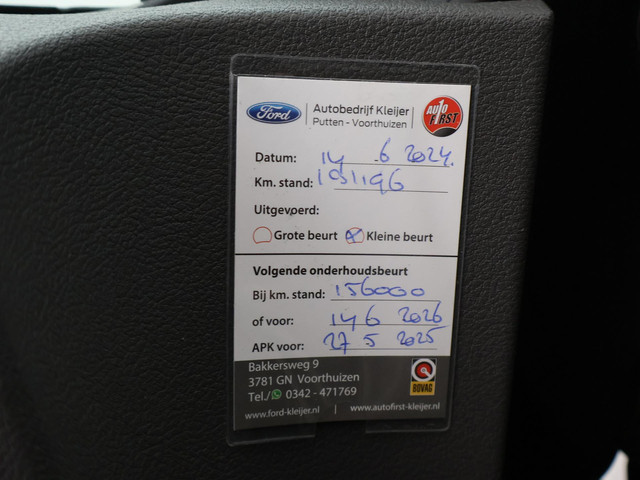 Ford
Autobedrijf Kleijer
Putten - Voorthuizen
AUTO 1
FIRST
Datum: 14 6 2024.
Km. stand: 131196
Uitgevoerd:
Grote beurt Kleine beurt
Volgende onderhoudsbeurt
Bij km. stand: 156000
of voor: 14 6 2026
APK voor: 27 5 2025
Bakkersweg 9
3781 GN Voorthuizen
Tel./ 0342 - 471769
BOVAG
www.ford-kleijer.nl | www.autofirst-kleijer.nl